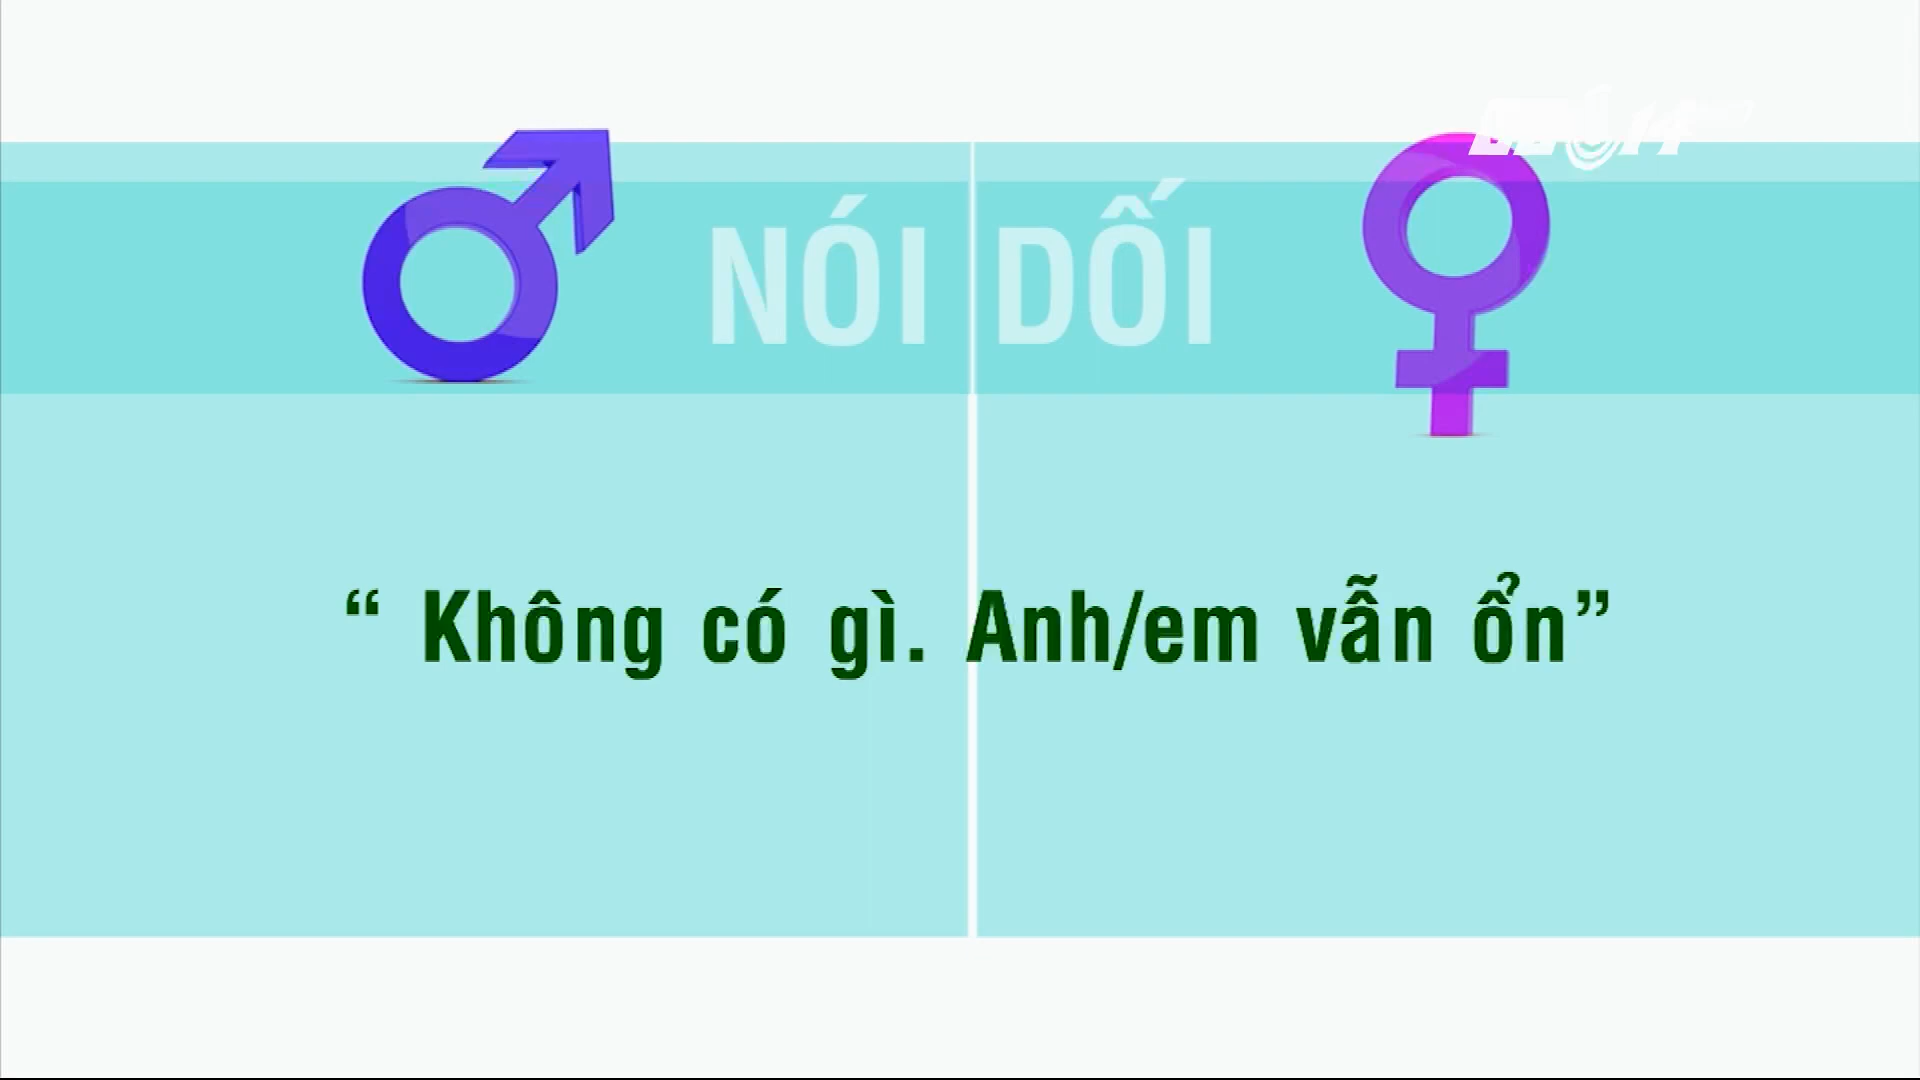 NÓI DỐI
“ Không có gì. Anh/em vẫn ổn”